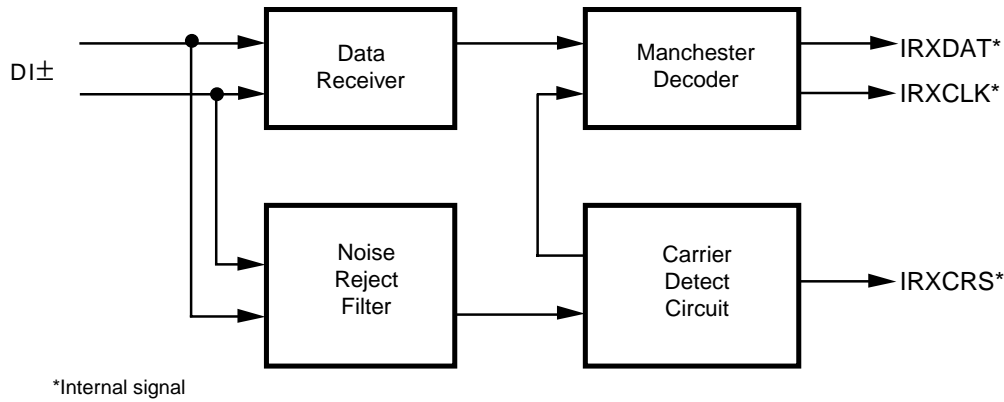 DI±
Data
Receiver
Manchester
Decoder
IRXDAT*
IRXCLK*
Noise
Reject
Filter
Carrier
Detect
Circuit
IRXCRS*
*Internal signal